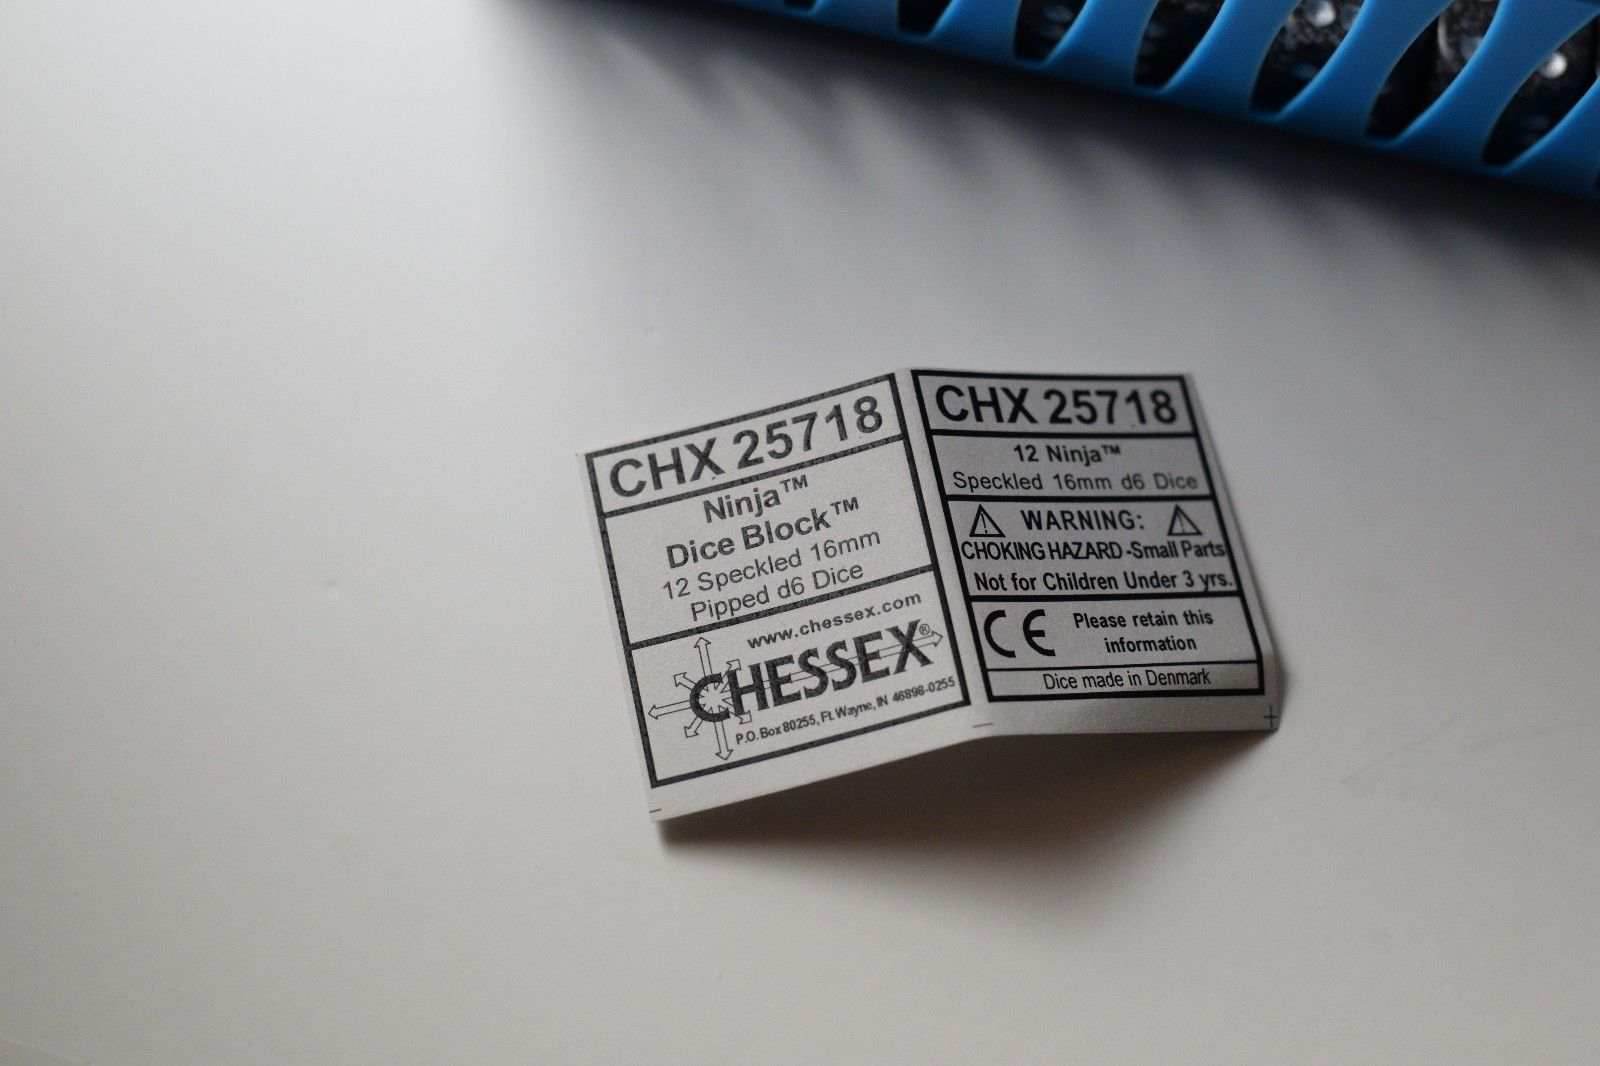 CHX 25718
Ninja™
Dice Block™
12 Speckled 16mm
Pipped d6 Dice
www.chessex.com
CHESSEX®
P.O. Box 80255, Ft. Wayne, IN 46898-0255
CHX 25718
12 Ninja™
Speckled 16mm d6 Dice
WARNING:
CHOKING HAZARD -Small Parts
Not for Children Under 3 yrs.
CE
Please retain this
information
Dice made in Denmark